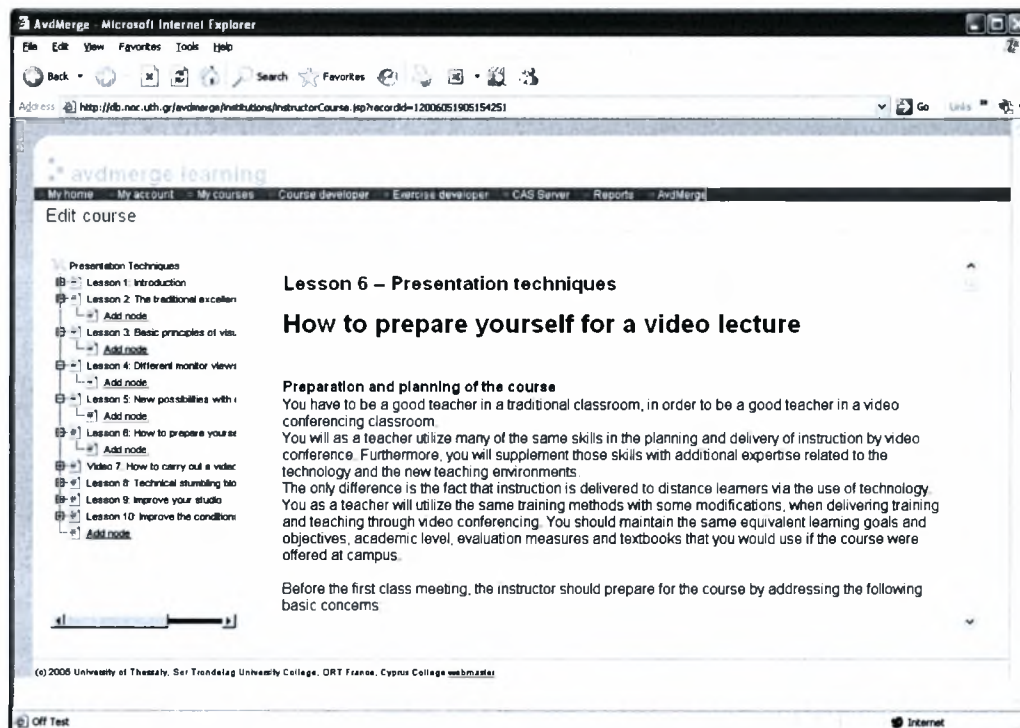 AvdMerge - Microsoft Internet Explorer
File Edit View Favorites Tools Help
Back Search Favorites
Address http://db.noc.uth.gr/avdmerge/institutions/instructorCourse.jsp?recordId=12006051905154251 Go Links
avdmerge learning
My home My account My courses Course developer Exercise developer CAS Server Reports AvdMerge
Edit course
Presentation Techniques
Lesson 1: Introduction
Lesson 2: The traditional excellen
Add node
Lesson 3: Basic principles of visu
Add node
Lesson 4: Different monitor views
Add node
Lesson 5: New possibilities with
Add node
Lesson 6: How to prepare yourse
Add node
Video 7: How to carry out a video
Lesson 8: Technical stumbling blo
Lesson 9: Improve your studio
Lesson 10: Improve the conditions
Add node
Lesson 6 – Presentation techniques
How to prepare yourself for a video lecture
Preparation and planning of the course
You have to be a good teacher in a traditional classroom, in order to be a good teacher in a video
conferencing classroom.
You will as a teacher utilize many of the same skills in the planning and delivery of instruction by video
conference. Furthermore, you will supplement those skills with additional expertise related to the
technology and the new teaching environments.
The only difference is the fact that instruction is delivered to distance learners via the use of technology.
You as a teacher will utilize the same training methods with some modifications, when delivering training
and teaching through video conferencing. You should maintain the same equivalent learning goals and
objectives, academic level, evaluation measures and textbooks that you would use if the course were
offered at campus.
Before the first class meeting, the instructor should prepare for the course by addressing the following
basic concerns:
(c) 2006 University of Thessaly, Sør Trøndelag University College, ORT France, Cyprus College webmaster
Off Test Internet